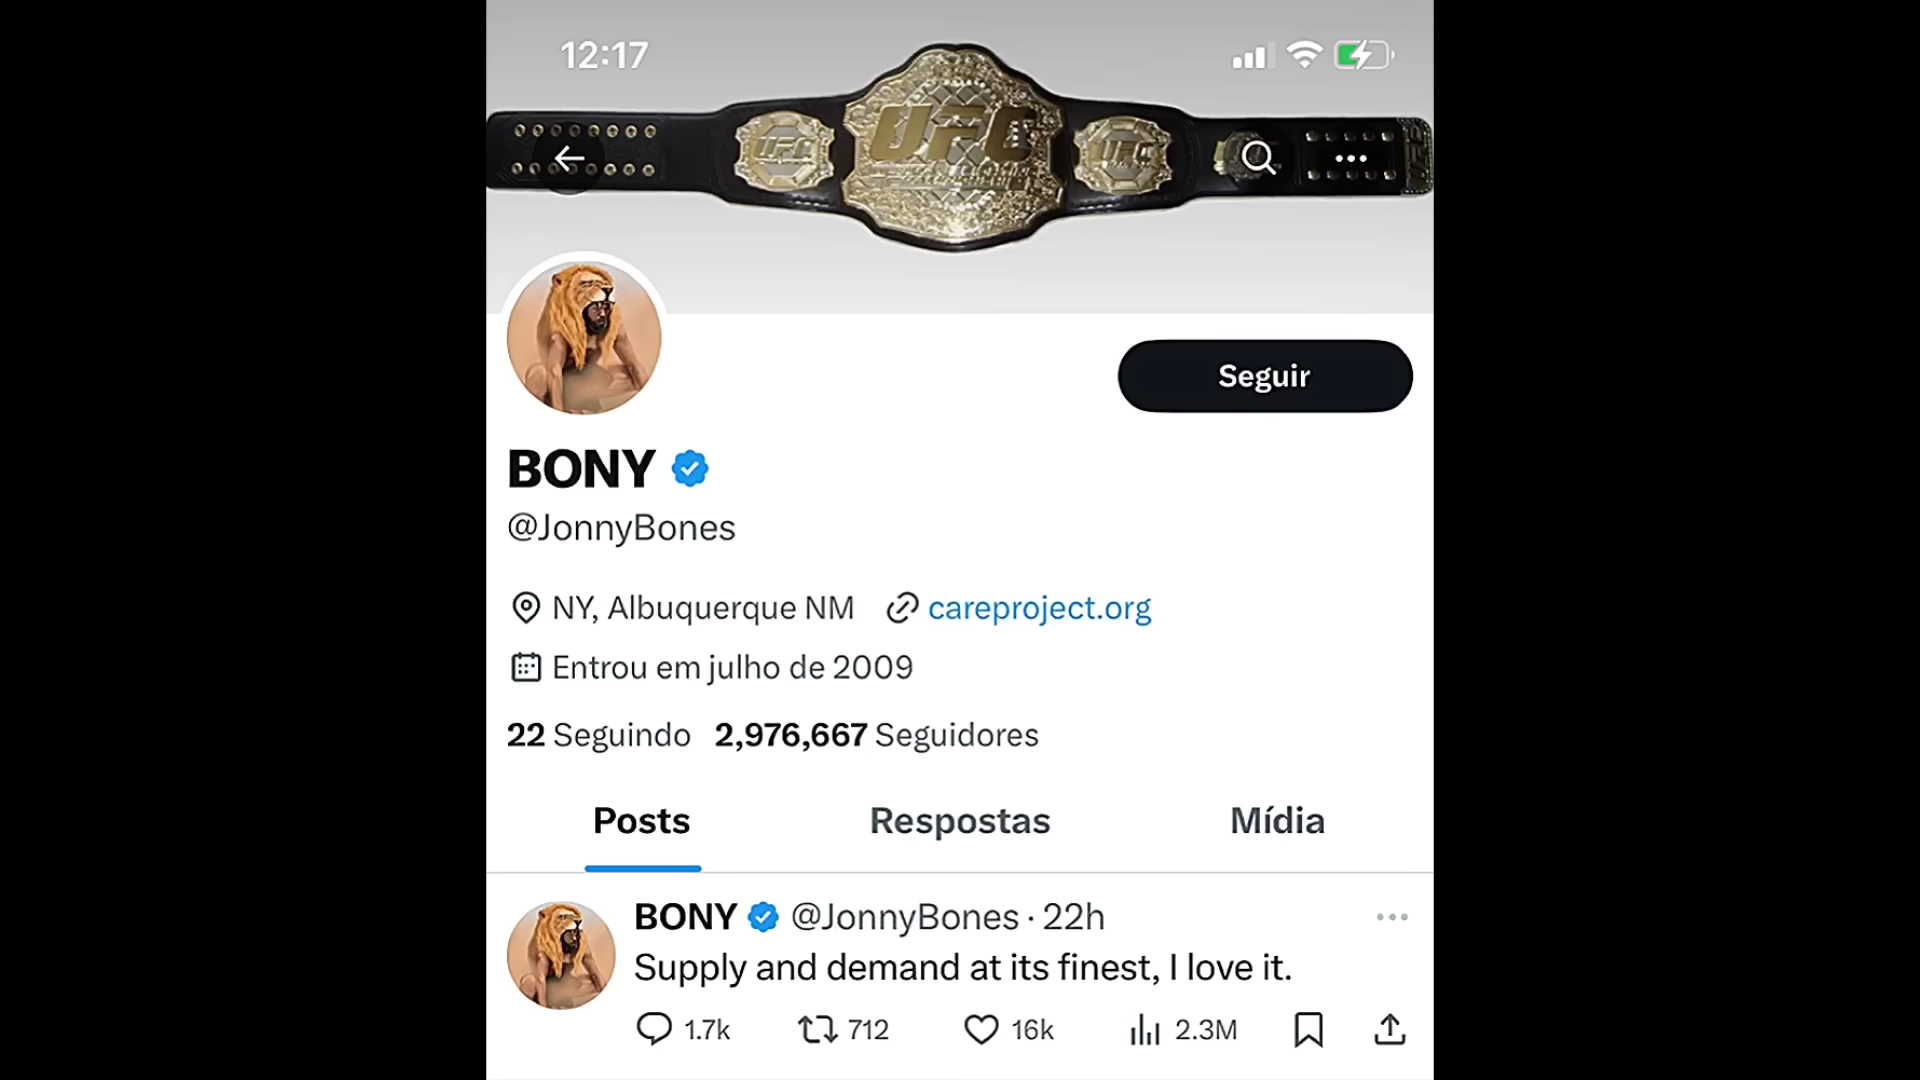 12:17
UFC
UFC
UFC
Seguir
BONY
@JonnyBones
NY, Albuquerque NM careproject.org
Entrou em julho de 2009
22 Seguindo 2,976,667 Seguidores
Posts Respostas Mídia
BONY @JonnyBones · 22h
Supply and demand at its finest, I love it.
1.7k 712 16k 2.3M